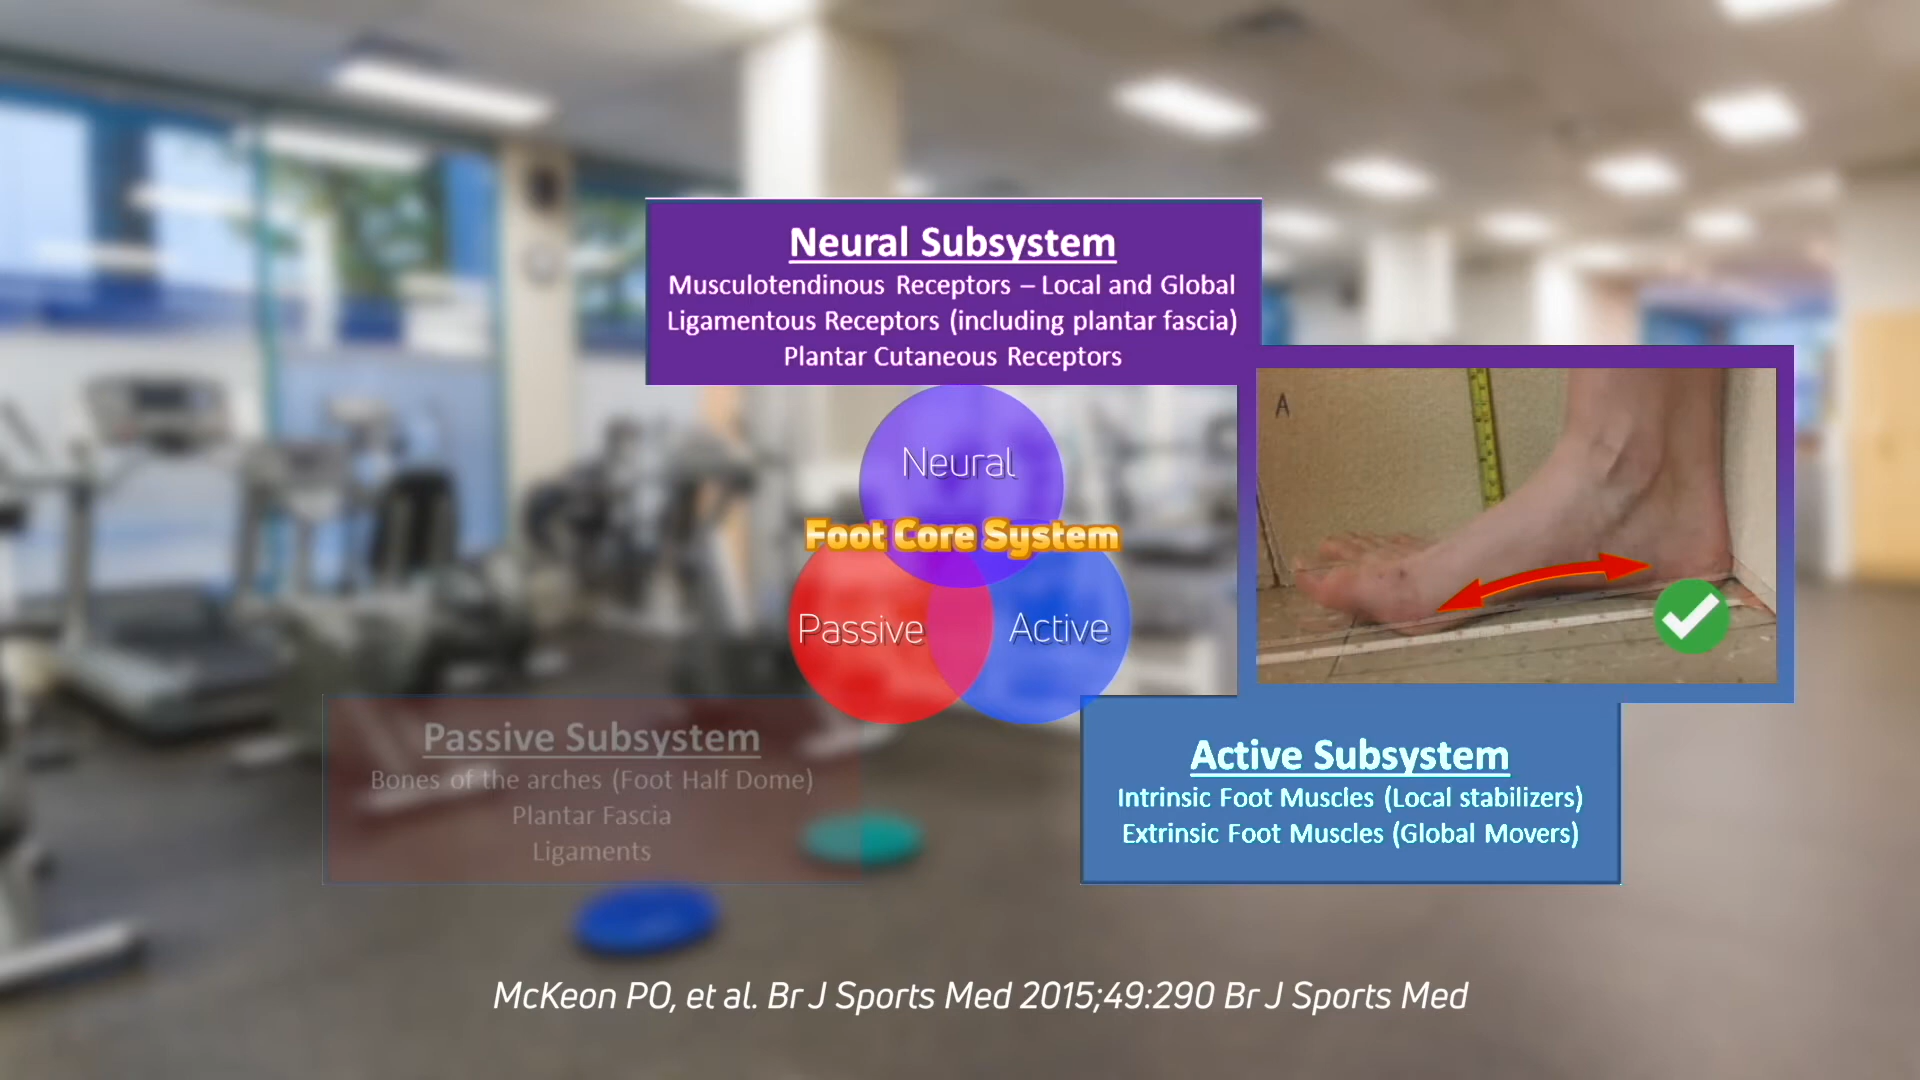 Neural Subsystem
Musculotendinous Receptors – Local and Global
Ligamentous Receptors (including plantar fascia)
Plantar Cutaneous Receptors
A
Neural
Foot Core System
Passive
Active
Passive Subsystem
Bones of the arches (Foot Half Dome)
Plantar Fascia
Ligaments
Active Subsystem
Intrinsic Foot Muscles (Local stabilizers)
Extrinsic Foot Muscles (Global Movers)
McKeon PO, et al. Br J Sports Med 2015;49:290 Br J Sports Med